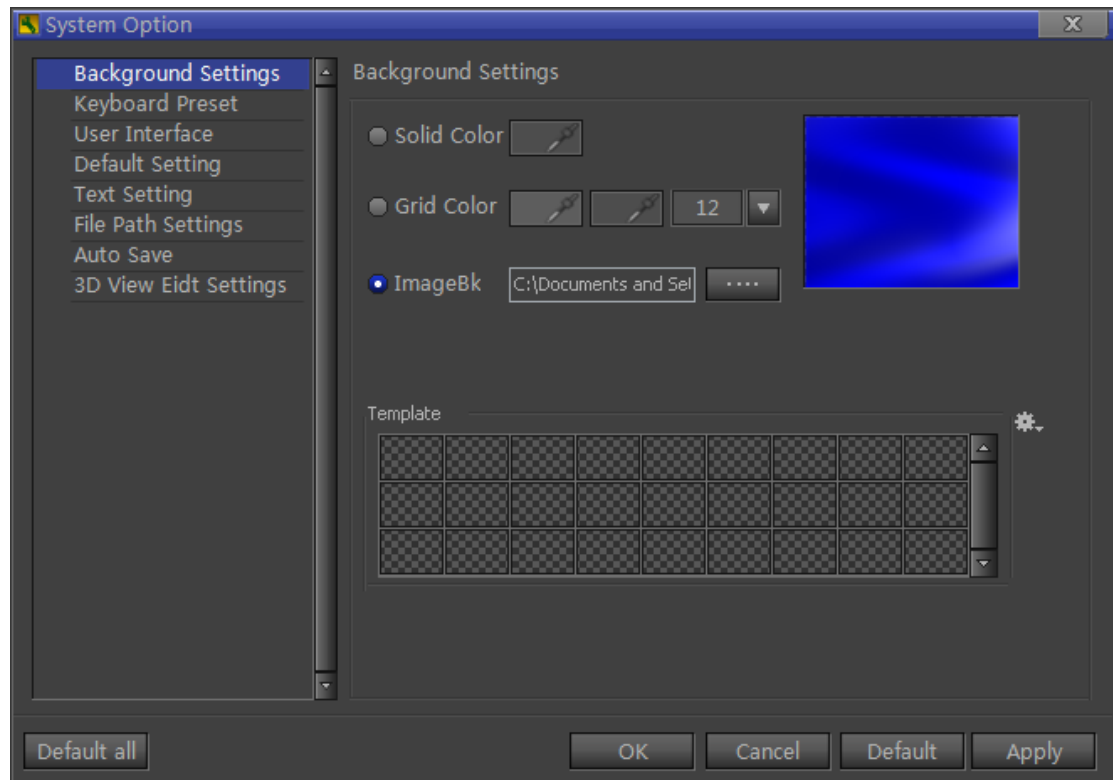 System Option
Background Settings
Keyboard Preset
User Interface
Default Setting
Text Setting
File Path Settings
Auto Save
3D View Eidt Settings
Background Settings
Solid Color
Grid Color 12
ImageBk C:\Documents and Set ....
Template
Default all OK Cancel Default Apply